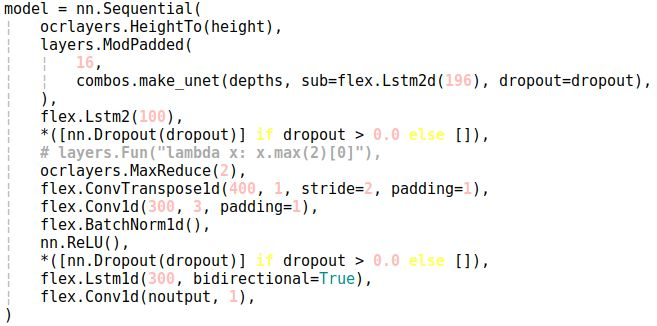 model = nn.Sequential(
    ocrlayers.HeightTo(height),
    layers.ModPadded(
        16,
        combos.make_unet(depths, sub=flex.Lstm2d(196), dropout=dropout),
    ),
    flex.Lstm2(100),
    *([nn.Dropout(dropout)] if dropout > 0.0 else []),
    # layers.Fun("lambda x: x.max(2)[0]"),
    ocrlayers.MaxReduce(2),
    flex.ConvTranspose1d(400, 1, stride=2, padding=1),
    flex.Conv1d(300, 3, padding=1),
    flex.BatchNorm1d(),
    nn.ReLU(),
    *([nn.Dropout(dropout)] if dropout > 0.0 else []),
    flex.Lstm1d(300, bidirectional=True),
    flex.Conv1d(noutput, 1),
)